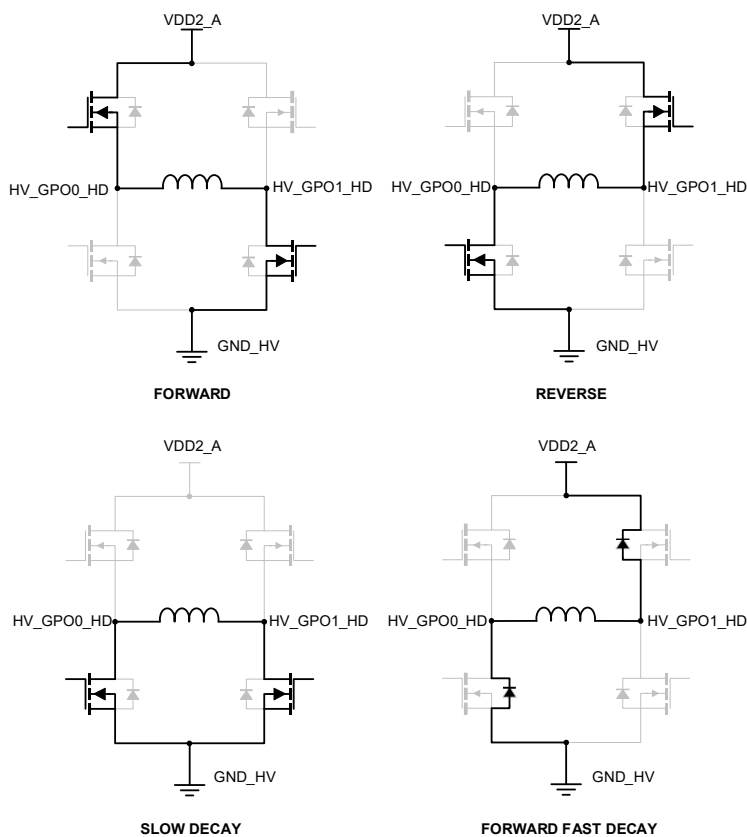 VDD2_A
VDD2_A
HV_GPO0_HD
HV_GPO1_HD
HV_GPO0_HD
HV_GPO1_HD
GND_HV
GND_HV
FORWARD
REVERSE
VDD2_A
VDD2_A
HV_GPO0_HD
HV_GPO1_HD
HV_GPO0_HD
HV_GPO1_HD
GND_HV
GND_HV
SLOW DECAY
FORWARD FAST DECAY